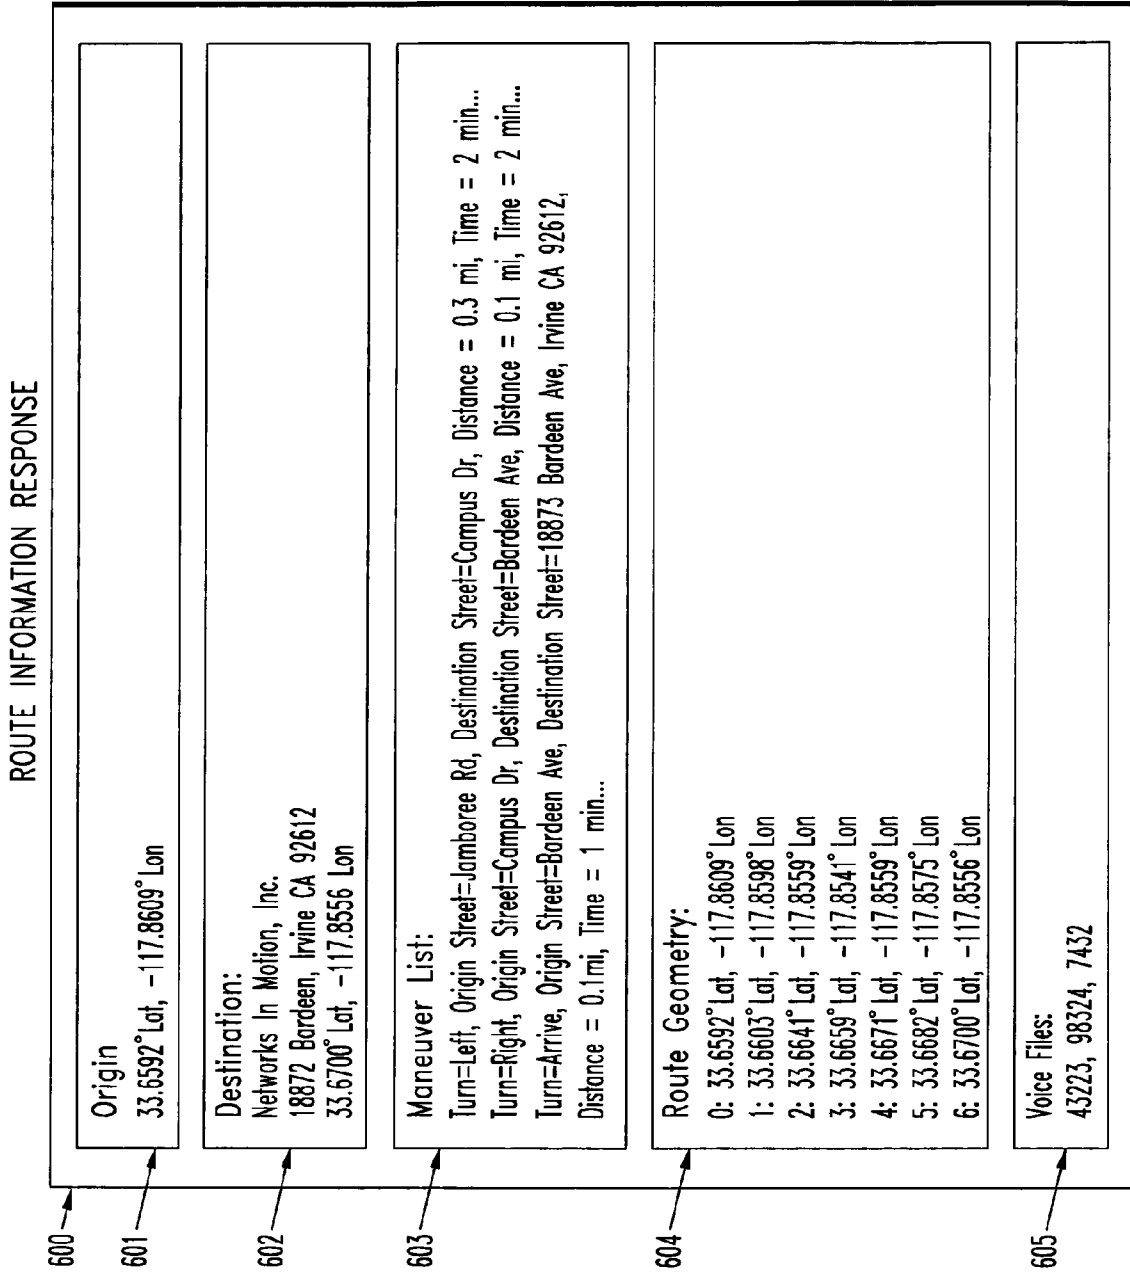 ROUTE INFORMATION RESPONSE
600
601
Origin
33.6592° Lat, -117.8609° Lon
602
Destination:
Networks In Motion, Inc.
18872 Bardeen, Irvine CA 92612
33.6700° Lat, -117.8556 Lon
603
Maneuver List:
Turn=Left, Origin Street=Jamboree Rd, Destination Street=Campus Dr, Distance = 0.3 mi, Time = 2 min...
Turn=Right, Origin Street=Campus Dr, Destination Street=Bardeen Ave, Distance = 0.1 mi, Time = 2 min...
Turn=Arrive, Origin Street=Bardeen Ave, Destination Street=18873 Bardeen Ave, Irvine CA 92612,
Distance = 0.1mi, Time = 1 min...
604
Route Geometry:
0: 33.6592° Lat, -117.8609° Lon
1: 33.6603° Lat, -117.8598° Lon
2: 33.6641° Lat, -117.8559° Lon
3: 33.6659° Lat, -117.8541° Lon
4: 33.6671° Lat, -117.8559° Lon
5: 33.6682° Lat, -117.8575° Lon
6: 33.6700° Lat, -117.8556° Lon
605
Voice Files:
43223, 98324, 7432